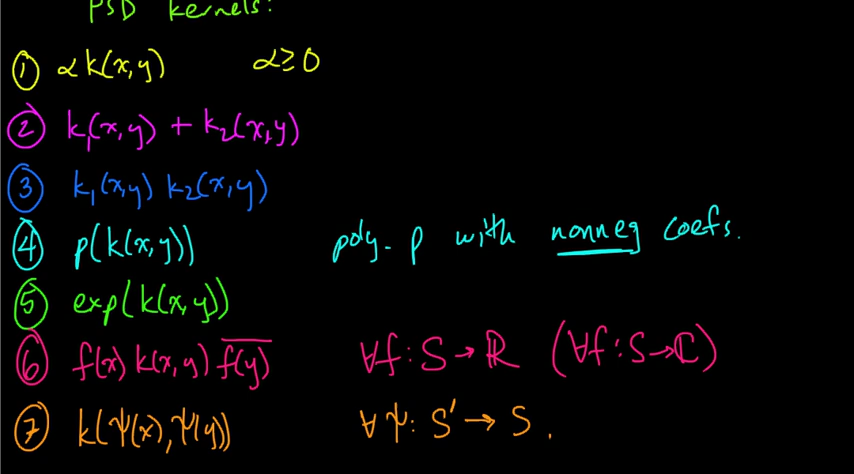 PSD kernels:
① αk(x,y) α≥0
② k₁(x,y) + k₂(x,y)
③ k₁(x,y) k₂(x,y)
④ p(k(x,y)) poly. p with nonneg coefs.
⑤ exp(k(x,y))
⑥ f(x) k(x,y) f̅(̅y̅)̅ ∀f: S→ℝ (∀f: S→ℂ)
⑦ k(Ψ(x),Ψ(y)) ∀Ψ: S' → S.